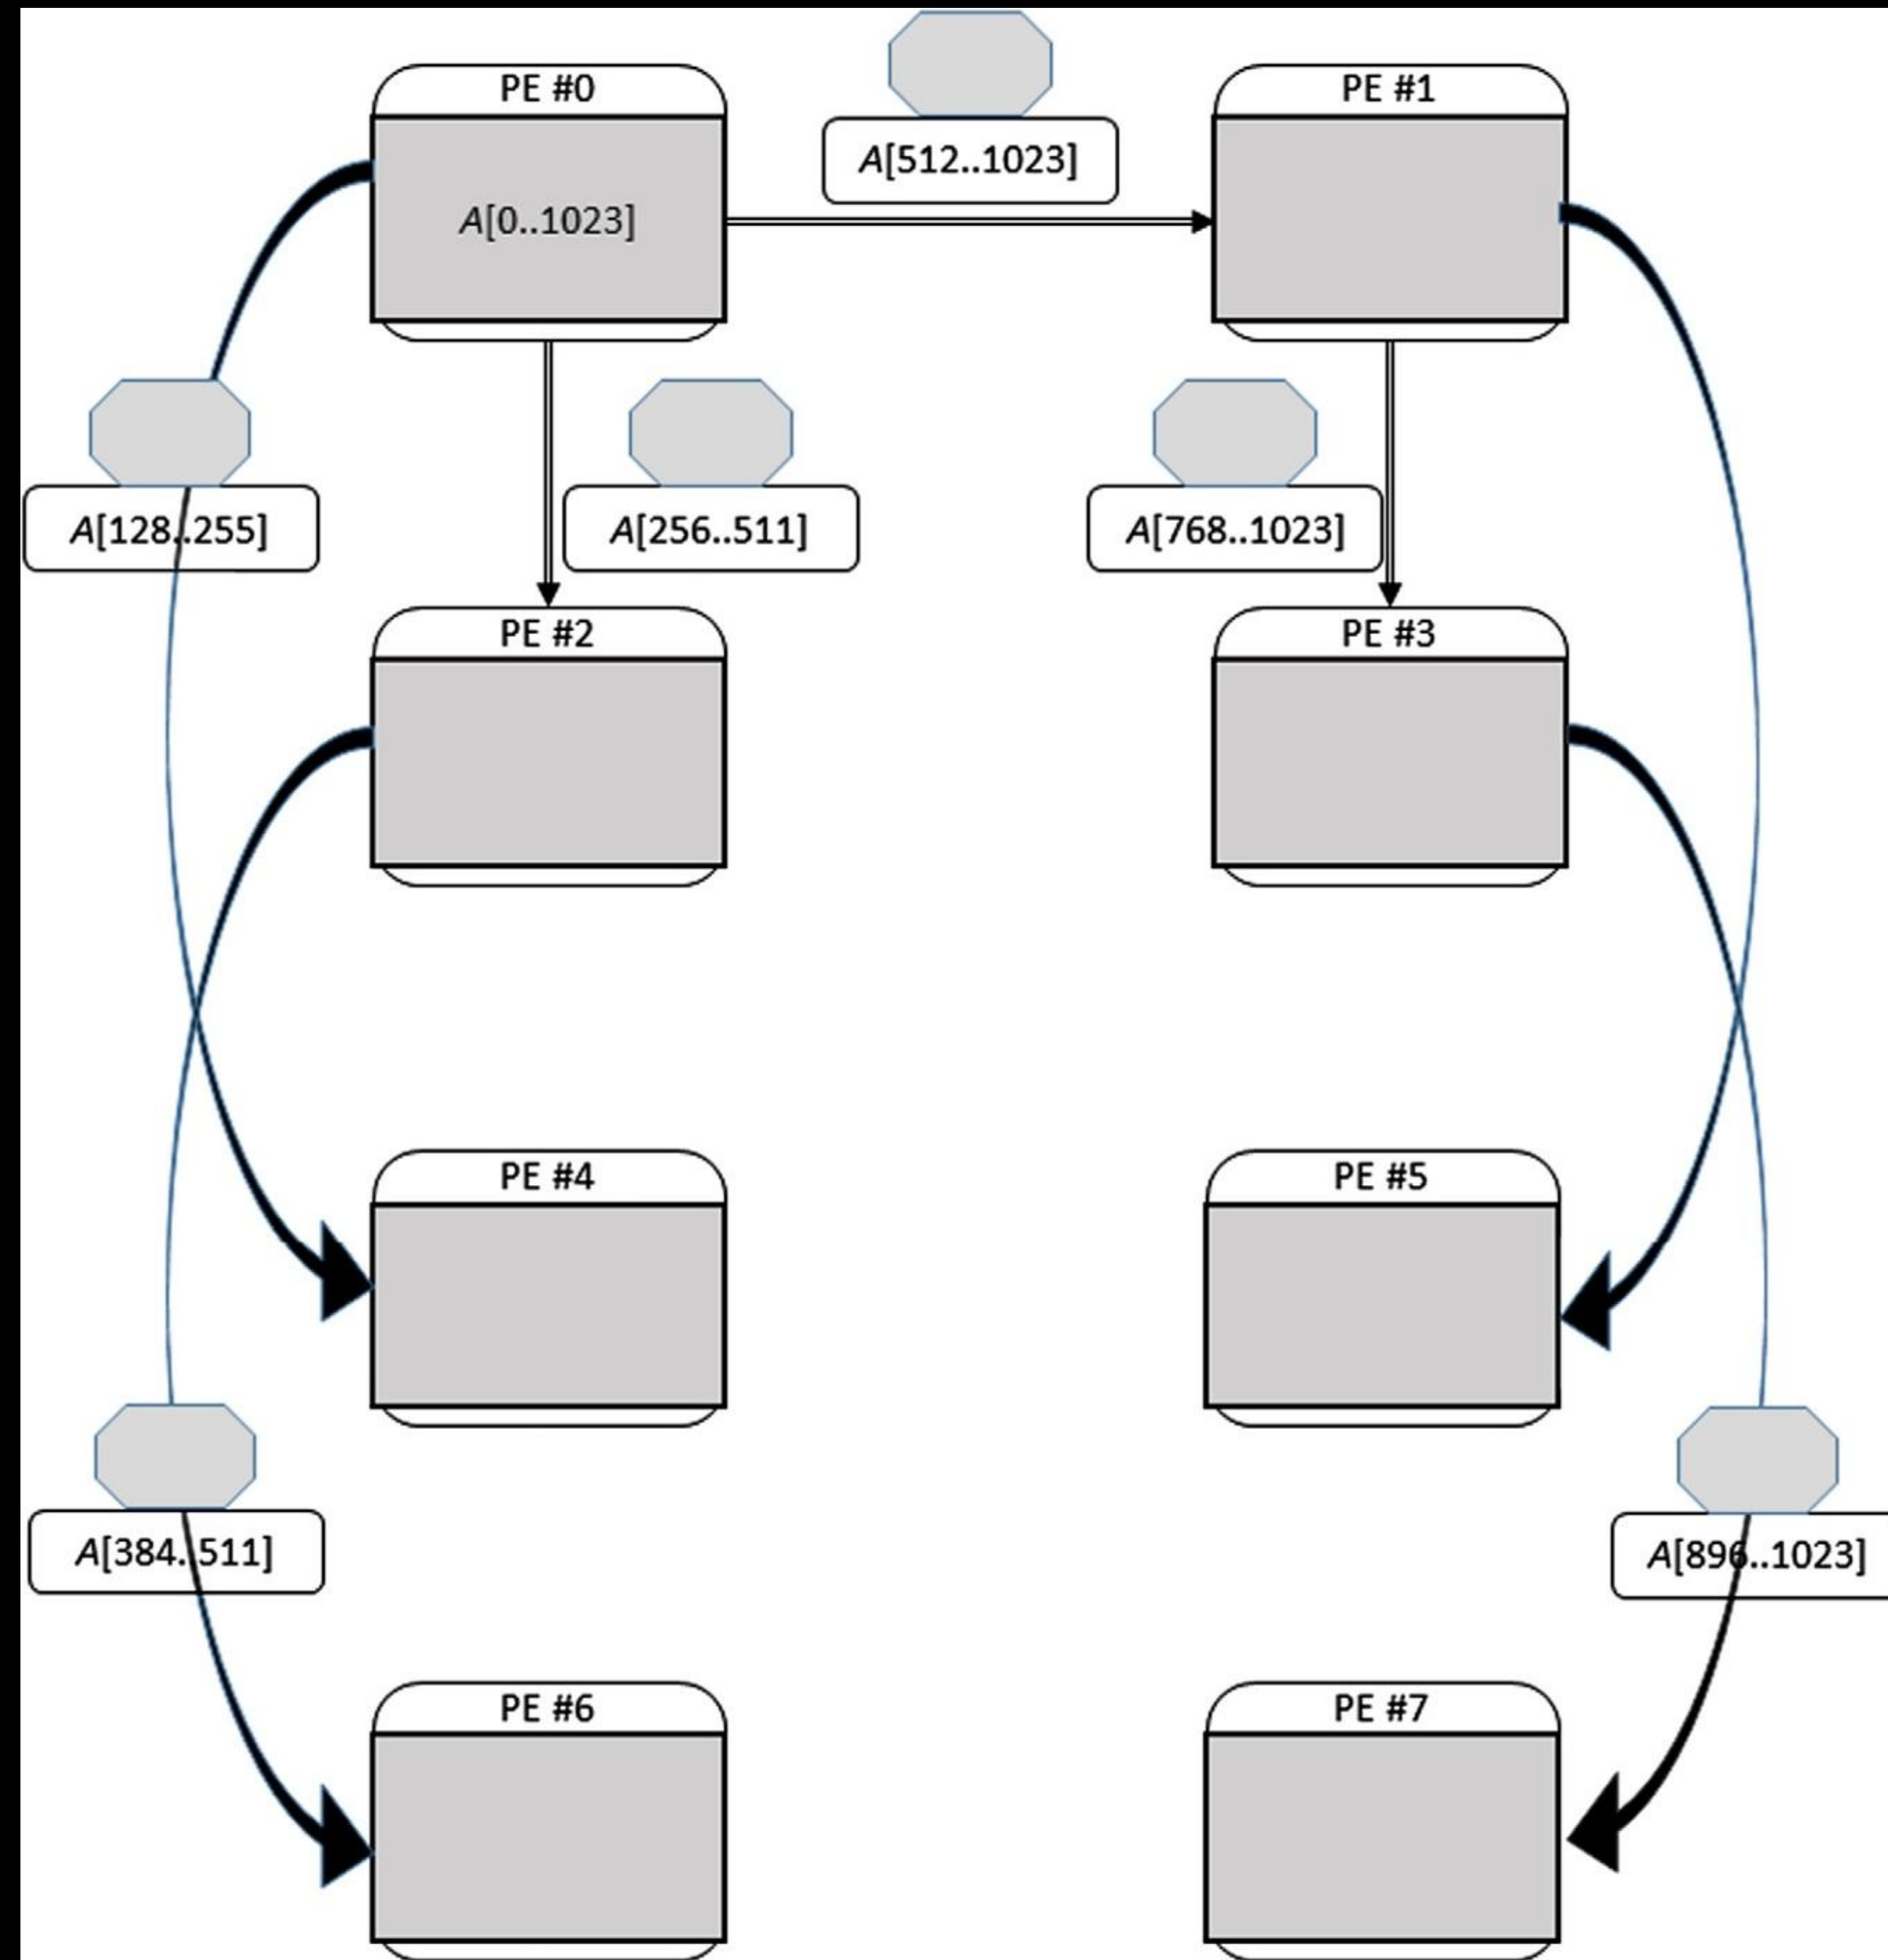 PE #0
PE #1
A[512..1023]
A[0..1023]
A[128..255]
A[256..511]
A[768..1023]
PE #2
PE #3
PE #4
PE #5
A[384..511]
A[896..1023]
PE #6
PE #7